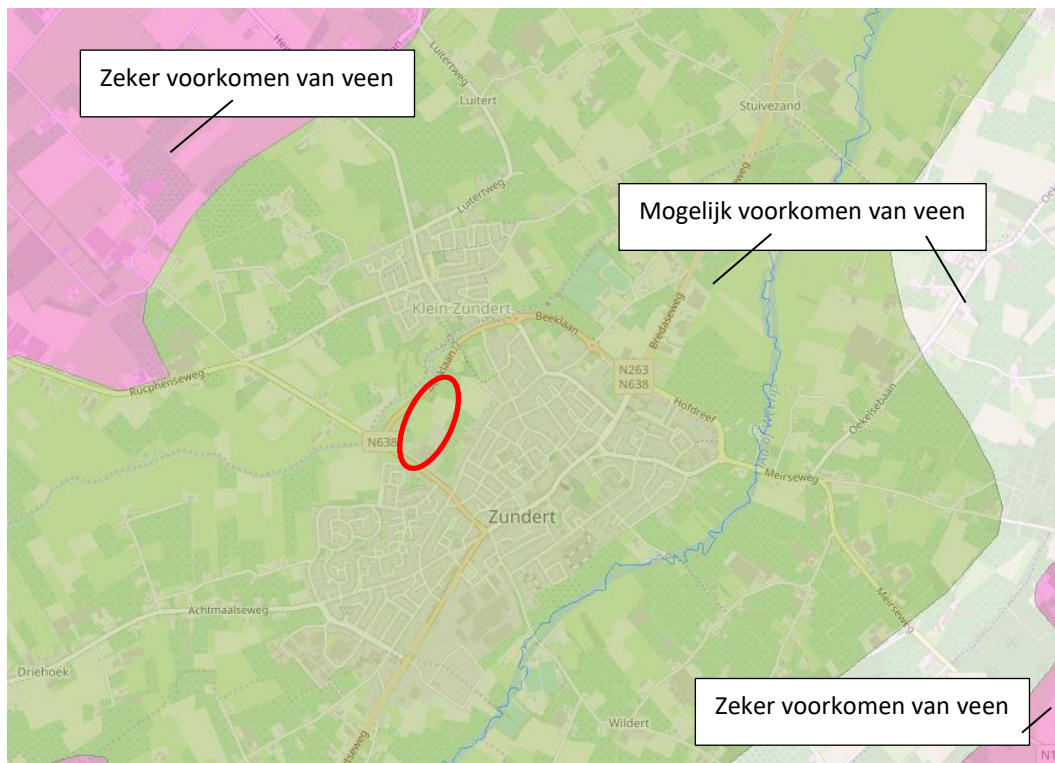 Zeker voorkomen van veen
Luitertweg
Luitert
Stuivezand
Mogelijk voorkomen van veen
Luitertweg
Klein Zundert
Beeklaan
Bredaseweg
N263
N638
Rucphenseweg
Hofdreef
Oekelsebaan
N638
Meirseweg
Zundert
Achtmaalseweg
Meirseweg
Driehoek
Zeker voorkomen van veen
Wildert